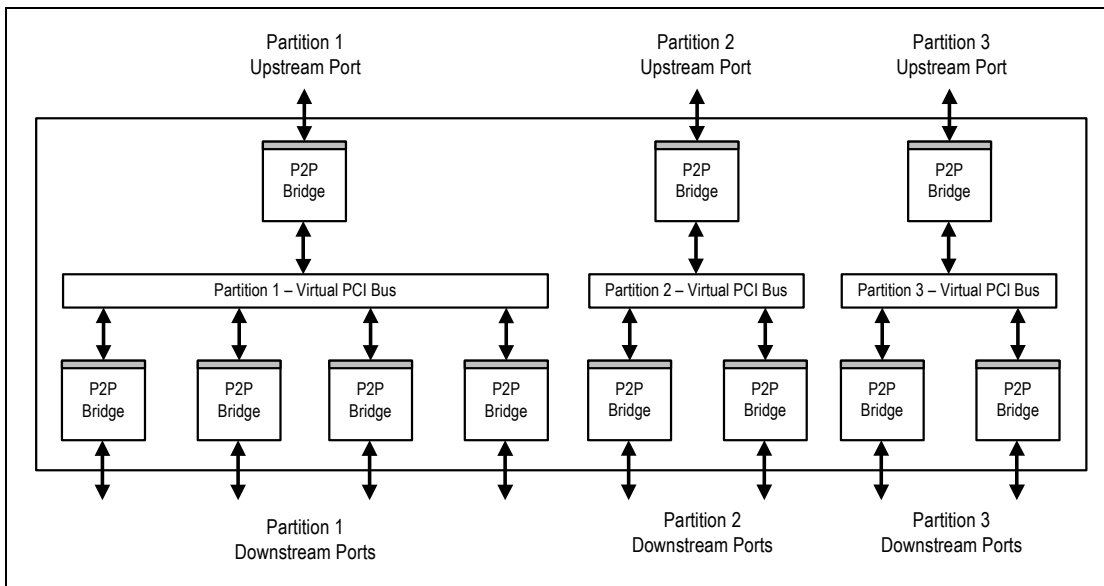 Partition 1
Upstream Port
Partition 2
Upstream Port
Partition 3
Upstream Port
P2P
Bridge
P2P
Bridge
P2P
Bridge
Partition 1 – Virtual PCI Bus
Partition 2 – Virtual PCI Bus
Partition 3 – Virtual PCI Bus
P2P
Bridge
P2P
Bridge
P2P
Bridge
P2P
Bridge
P2P
Bridge
P2P
Bridge
P2P
Bridge
P2P
Bridge
Partition 1
Downstream Ports
Partition 2
Downstream Ports
Partition 3
Downstream Ports